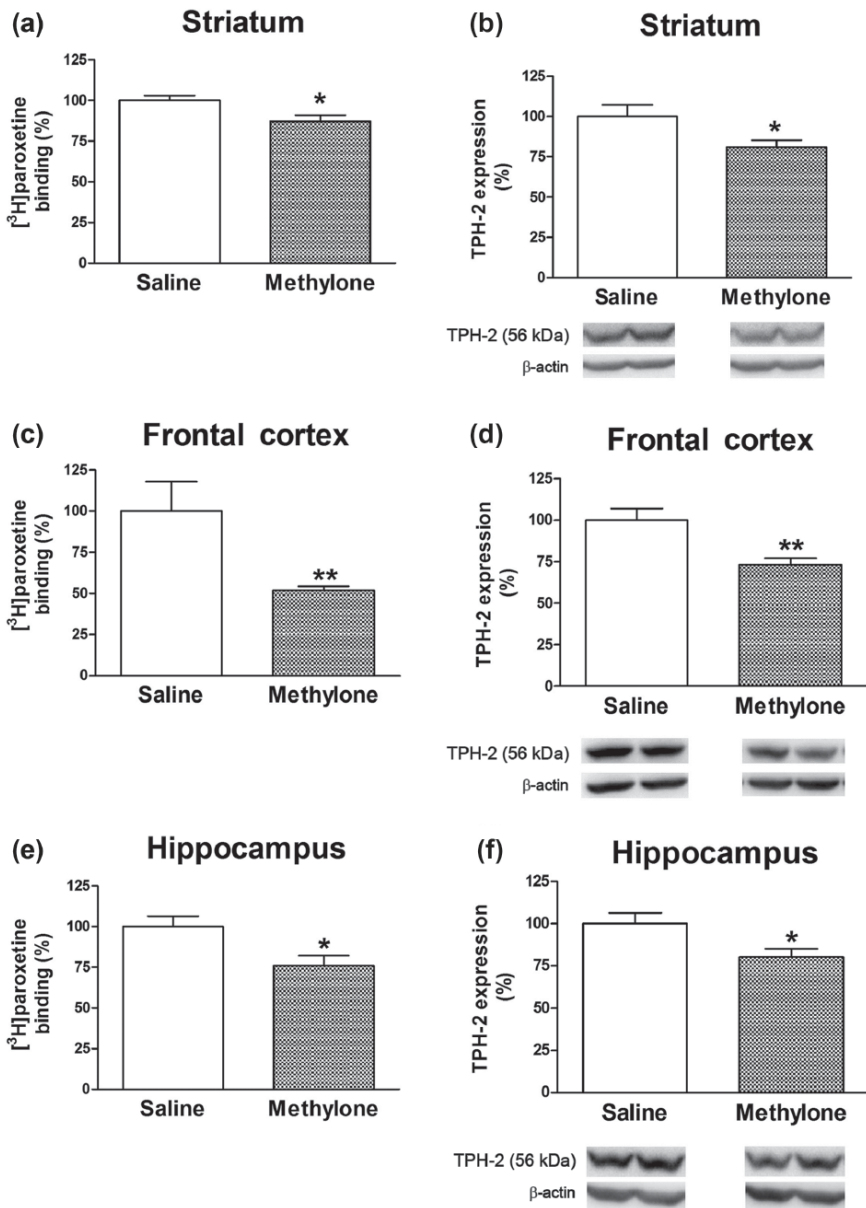 (a) Striatum
[³H]paroxetine
binding (%)
125
100
75
50
25
0
*
Saline Methylone
(b) Striatum
TPH-2 expression
(%)
125
100
75
50
25
0
*
Saline Methylone
TPH-2 (56 kDa)
β-actin
(c) Frontal cortex
[³H]paroxetine
binding (%)
125
100
75
50
25
0
**
Saline Methylone
(d) Frontal cortex
TPH-2 expression
(%)
125
100
75
50
25
0
**
Saline Methylone
TPH-2 (56 kDa)
β-actin
(e) Hippocampus
[³H]paroxetine
binding (%)
125
100
75
50
25
0
*
Saline Methylone
(f) Hippocampus
TPH-2 expression
(%)
125
100
75
50
25
0
*
Saline Methylone
TPH-2 (56 kDa)
β-actin